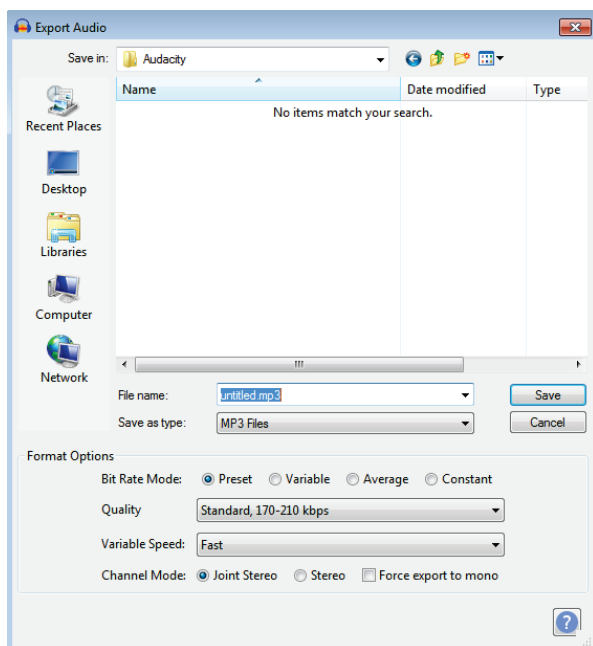 Export Audio
Save in: Audacity
Name Date modified Type
No items match your search.
Recent Places
Desktop
Libraries
Computer
Network
File name: untitled.mp3 Save
Save as type: MP3 Files Cancel
Format Options
Bit Rate Mode: Preset Variable Average Constant
Quality Standard, 170-210 kbps
Variable Speed: Fast
Channel Mode: Joint Stereo Stereo Force export to mono
?